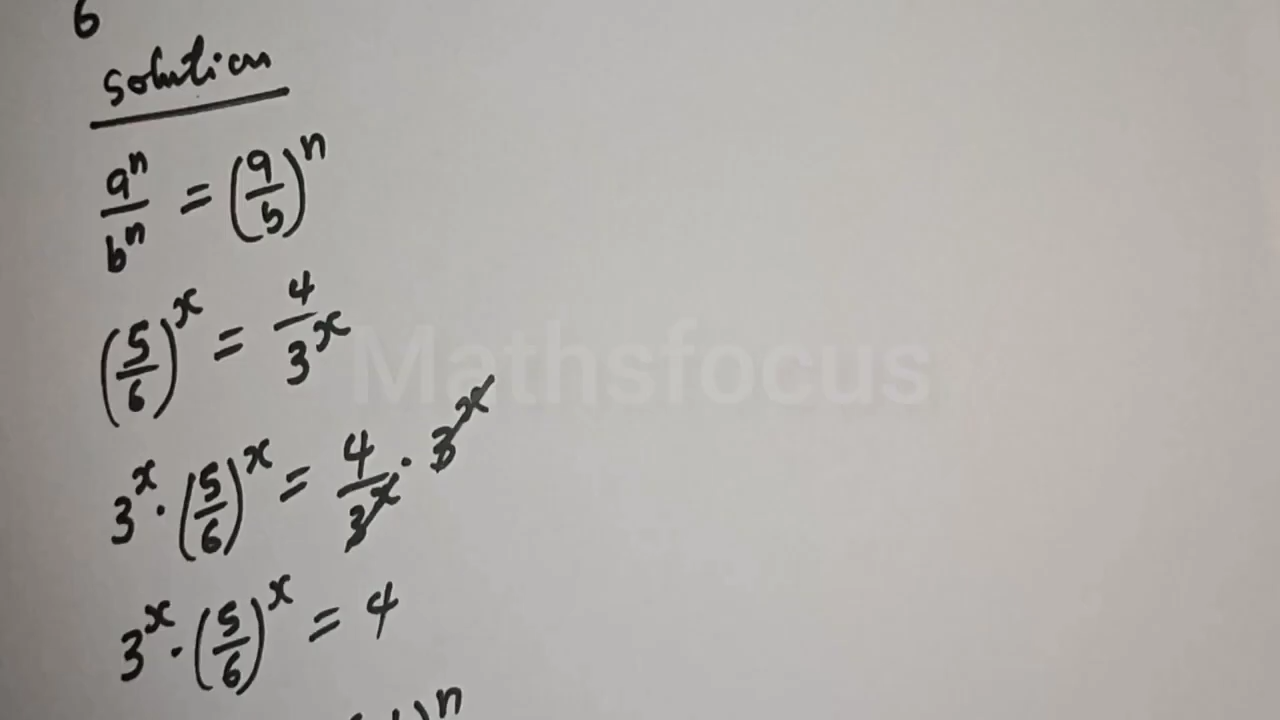 6
Solution
aⁿ/bⁿ = (a/b)ⁿ
(5/6)ˣ = 4/3ˣ
3ˣ · (5/6)ˣ = 4/3ˣ · 3ˣ
3ˣ · (5/6)ˣ = 4
)ⁿ
Mathsfocus